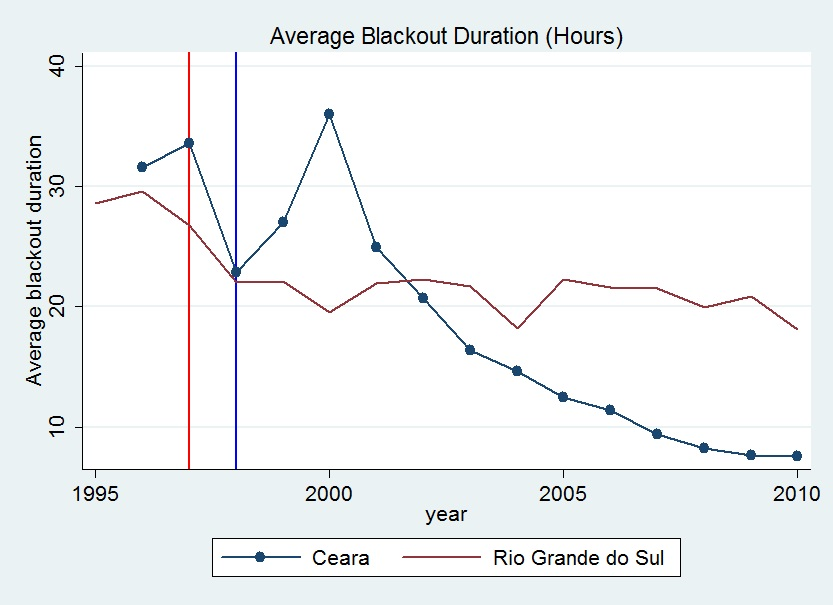 Average Blackout Duration (Hours)
Average blackout duration
40
30
20
10
1995 2000 2005 2010
year
Ceara Rio Grande do Sul